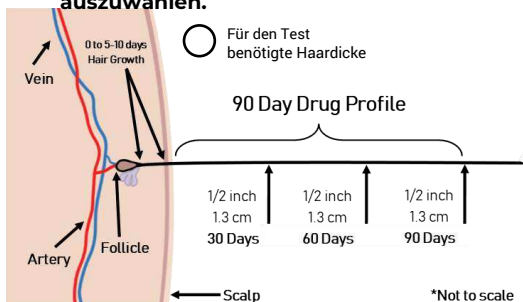 auszuwählen.
Für den Test
benötigte Haardicke
0 to 5-10 days
Hair Growth
Vein
90 Day Drug Profile
1/2 inch
1.3 cm
30 Days
1/2 inch
1.3 cm
60 Days
1/2 inch
1.3 cm
90 Days
Artery
Follicle
Scalp
*Not to scale